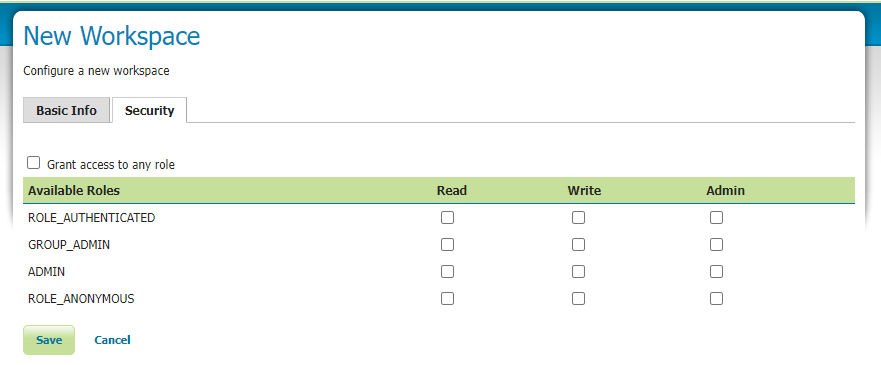 New Workspace
Configure a new workspace
Basic Info Security
Grant access to any role
Available Roles Read Write Admin
ROLE_AUTHENTICATED
GROUP_ADMIN
ADMIN
ROLE_ANONYMOUS
Save Cancel